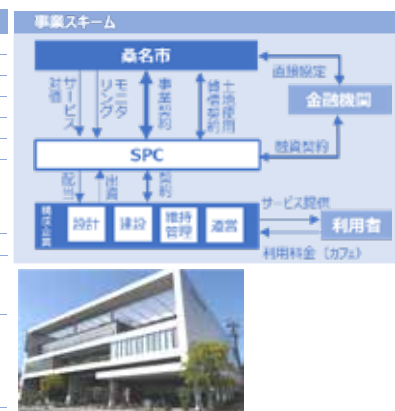 事業スキーム
桑名市
直接協定
金融機関
サービス対価
モニタリング
事業契約
土地使用貸借契約
SPC
融資契約
配当
出資
契約
構成企業
設計
建設
維持管理
運営
サービス提供
利用者
利用料金（カフェ）